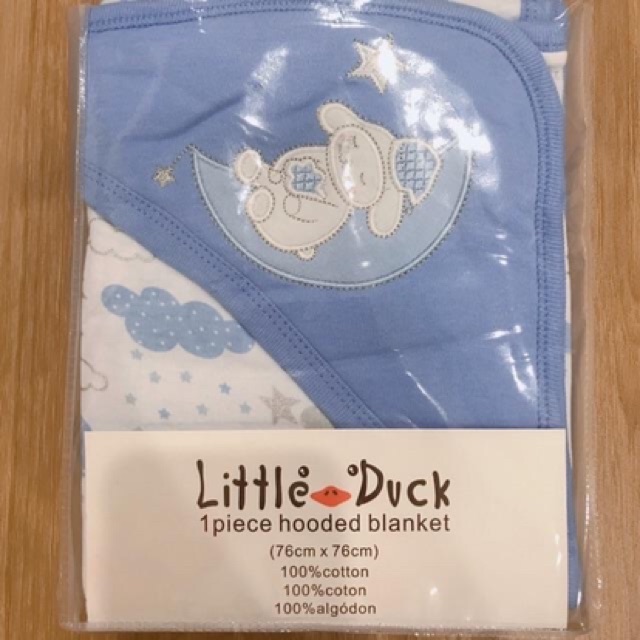 Little Duck
1piece hooded blanket
(76cm x 76cm)
100%cotton
100%coton
100%algódon